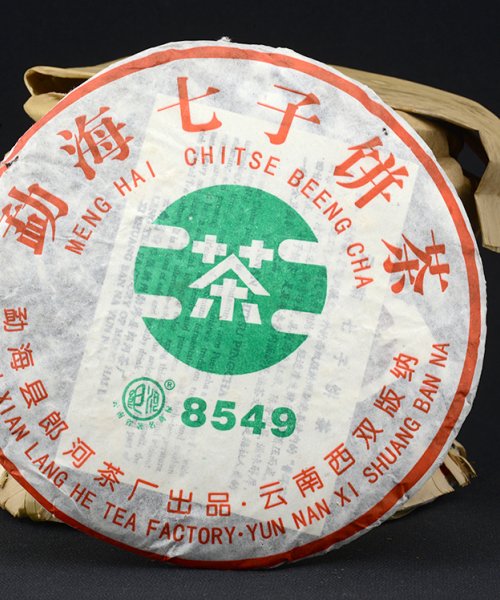 勐海七子饼茶
MENG HAI CHITSE BEENG CHA
茶
®
8549
勐海县郎河茶厂出品·云南西双版纳
XIAN LANG HE TEA FACTORY·YUN NAN XI SHUANG BAN NA